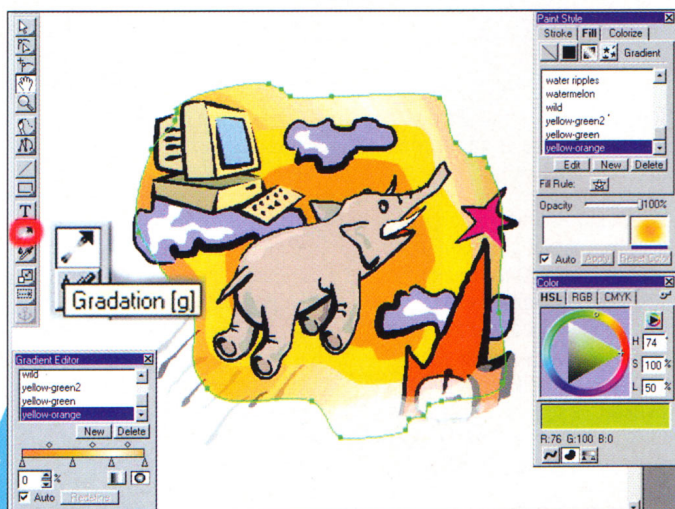 Paint Style
Stroke Fill Colorize
Gradient
water ripples
watermelon
wild
yellow-green2
yellow-green
yellow-orange
Edit New Delete
Fill Rule:
Opacity 100%
Auto Apply Reset Color
T
Gradation [g]
Color
HSL RGB CMYK
H 74 °
S 100 %
L 50 %
R:76 G:100 B:0
Gradient Editor
wild
yellow-green2
yellow-green
yellow-orange
New Delete
0 %
Auto Redefine